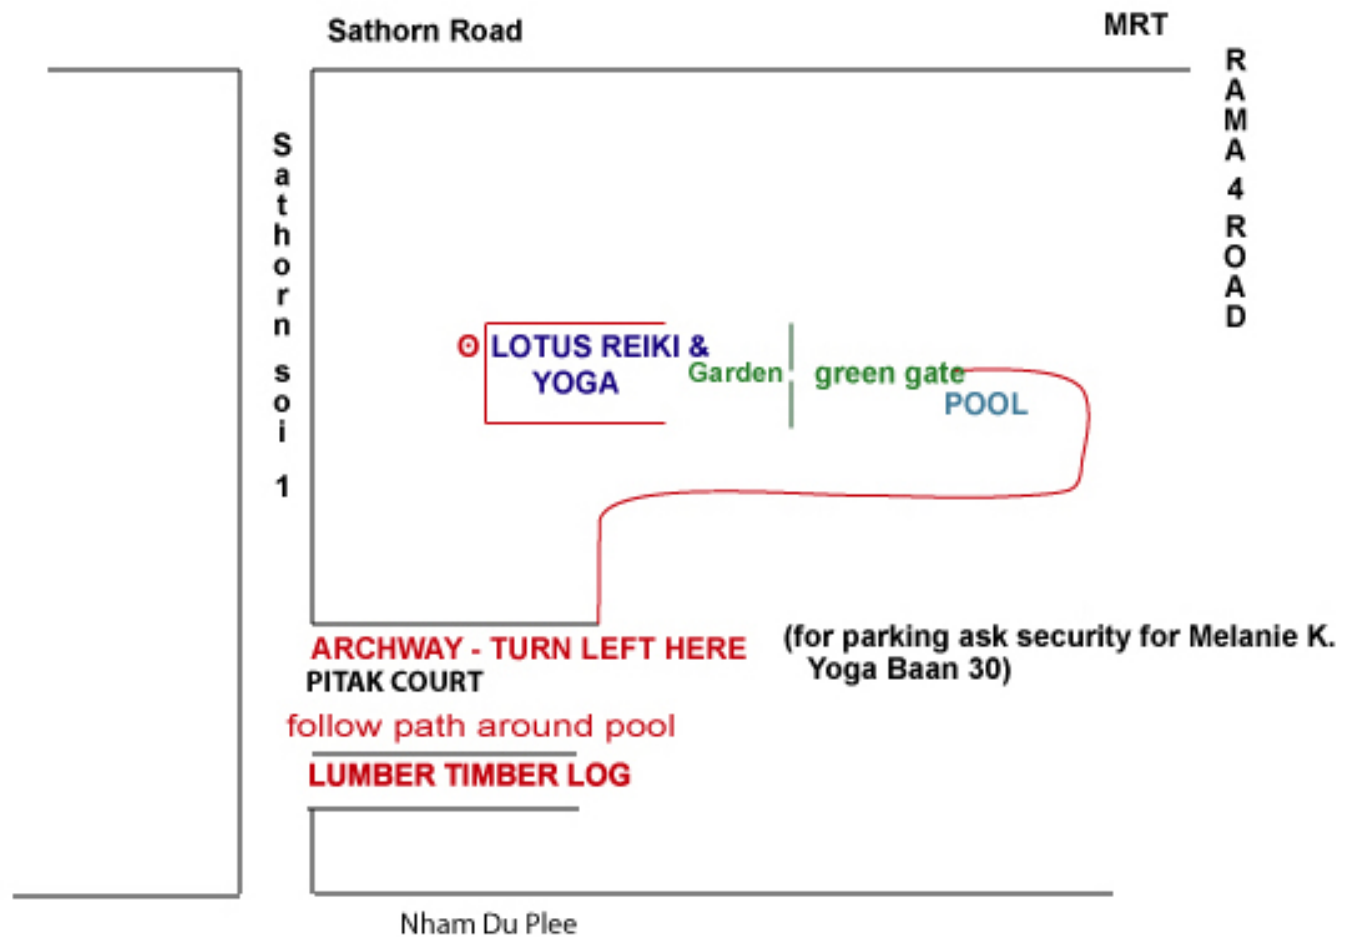 Sathorn Road
MRT
RAMA 4 ROAD
Sathorn soi 1
LOTUS REIKI &
YOGA
Garden
green gate
POOL
ARCHWAY - TURN LEFT HERE
PITAK COURT
(for parking ask security for Melanie K.
Yoga Baan 30)
follow path around pool
LUMBER TIMBER LOG
Nham Du Plee